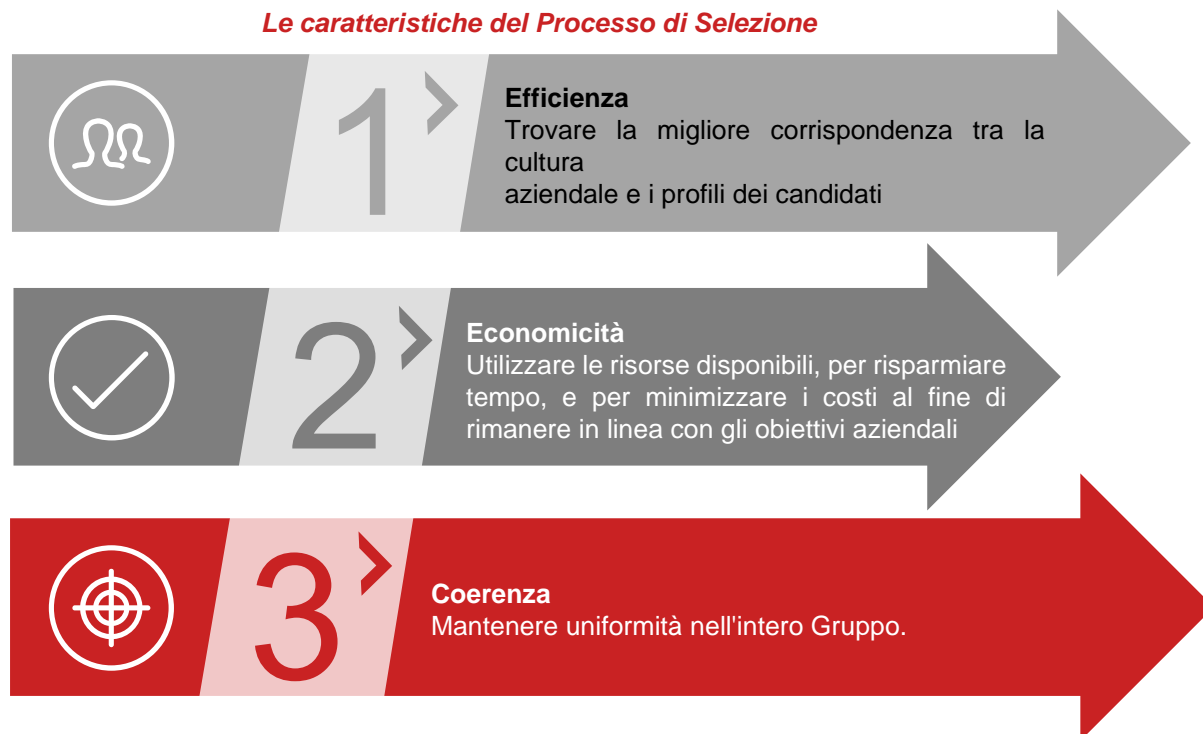 Le caratteristiche del Processo di Selezione
1
Efficienza
Trovare la migliore corrispondenza tra la
cultura
aziendale e i profili dei candidati
2
Economicità
Utilizzare le risorse disponibili, per risparmiare
tempo, e per minimizzare i costi al fine di
rimanere in linea con gli obiettivi aziendali
3
Coerenza
Mantenere uniformità nell'intero Gruppo.